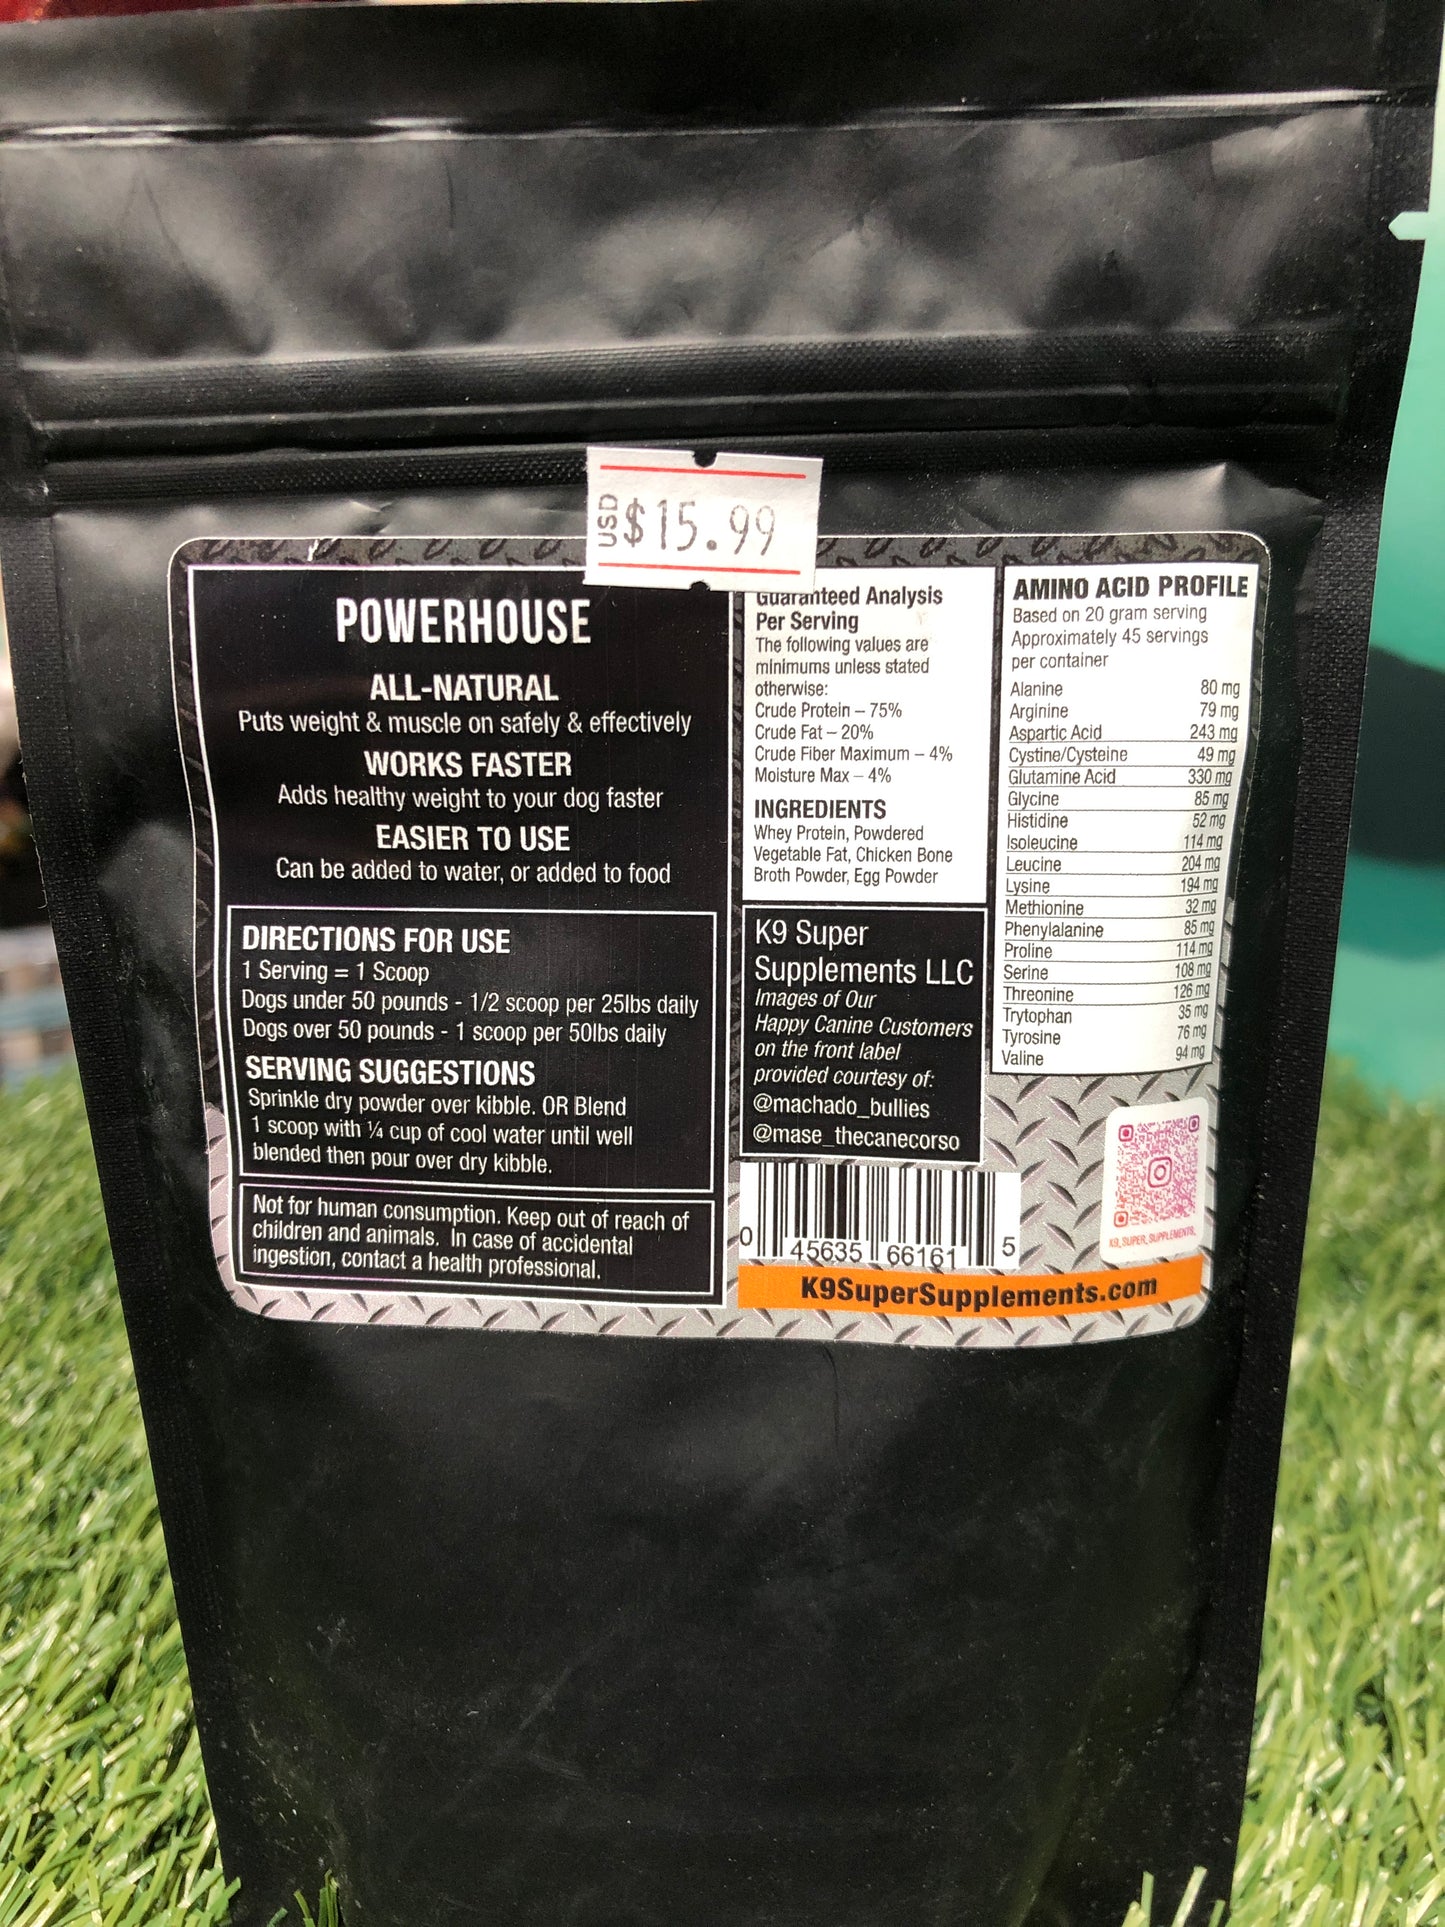 USD
$15.99
POWERHOUSE
ALL-NATURAL
Puts weight & muscle on safely & effectively
WORKS FASTER
Adds healthy weight to your dog faster
EASIER TO USE
Can be added to water, or added to food
DIRECTIONS FOR USE
1 Serving = 1 Scoop
Dogs under 50 pounds - 1/2 scoop per 25lbs daily
Dogs over 50 pounds - 1 scoop per 50lbs daily
SERVING SUGGESTIONS
Sprinkle dry powder over kibble. OR Blend
1 scoop with ¼ cup of cool water until well
blended then pour over dry kibble.
Not for human consumption. Keep out of reach of
children and animals. In case of accidental
ingestion, contact a health professional.
Guaranteed Analysis
Per Serving
The following values are
minimums unless stated
otherwise:
Crude Protein – 75%
Crude Fat – 20%
Crude Fiber Maximum – 4%
Moisture Max – 4%
INGREDIENTS
Whey Protein, Powdered
Vegetable Fat, Chicken Bone
Broth Powder, Egg Powder
K9 Super
Supplements LLC
Images of Our
Happy Canine Customers
on the front label
provided courtesy of:
@machado_bullies
@mase_thecanecorso
0 45635 66161 5
AMINO ACID PROFILE
Based on 20 gram serving
Approximately 45 servings
per container
Alanine 80 mg
Arginine 79 mg
Aspartic Acid 243 mg
Cystine/Cysteine 49 mg
Glutamine Acid 330 mg
Glycine 85 mg
Histidine 52 mg
Isoleucine 114 mg
Leucine 204 mg
Lysine 194 mg
Methionine 32 mg
Phenylalanine 85 mg
Proline 114 mg
Serine 108 mg
Threonine 126 mg
Trytophan 35 mg
Tyrosine 76 mg
Valine 94 mg
K9_SUPER_SUPPLEMENTS_
K9SuperSupplements.com